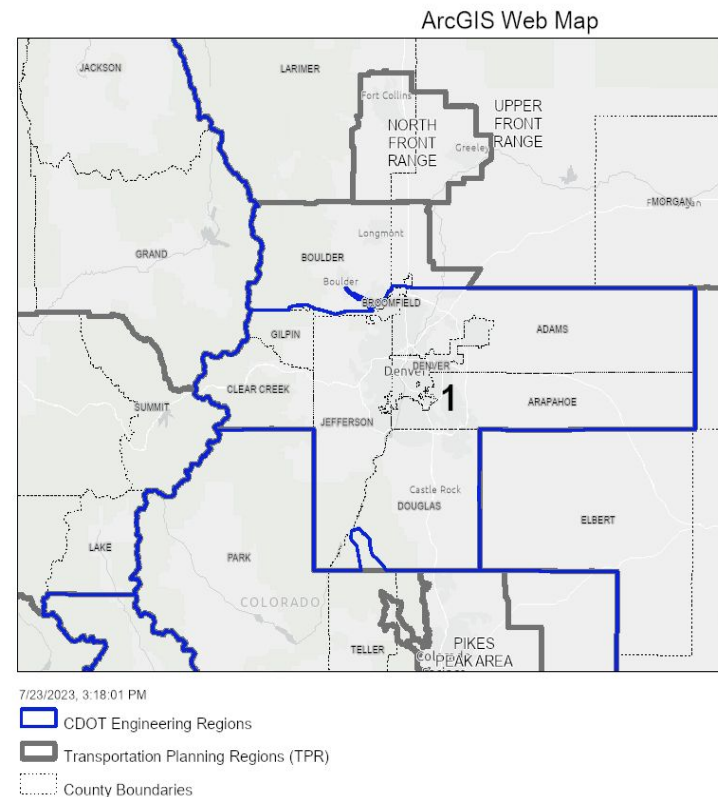 ArcGIS Web Map
JACKSON
LARIMER
Fort Collins
NORTH
FRONT
RANGE
UPPER
FRONT
RANGE
Greeley
MORGAN
GRAND
Longmont
BOULDER
Boulder
BROOMFIELD
GILPIN
ADAMS
DENVER
Denver
CLEAR CREEK
1
ARAPAHOE
SUMMIT
JEFFERSON
Castle Rock
DOUGLAS
ELBERT
LAKE
PARK
COLORADO
TELLER
PIKES
PEAK AREA
7/23/2023, 3:18:01 PM
CDOT Engineering Regions
Transportation Planning Regions (TPR)
County Boundaries